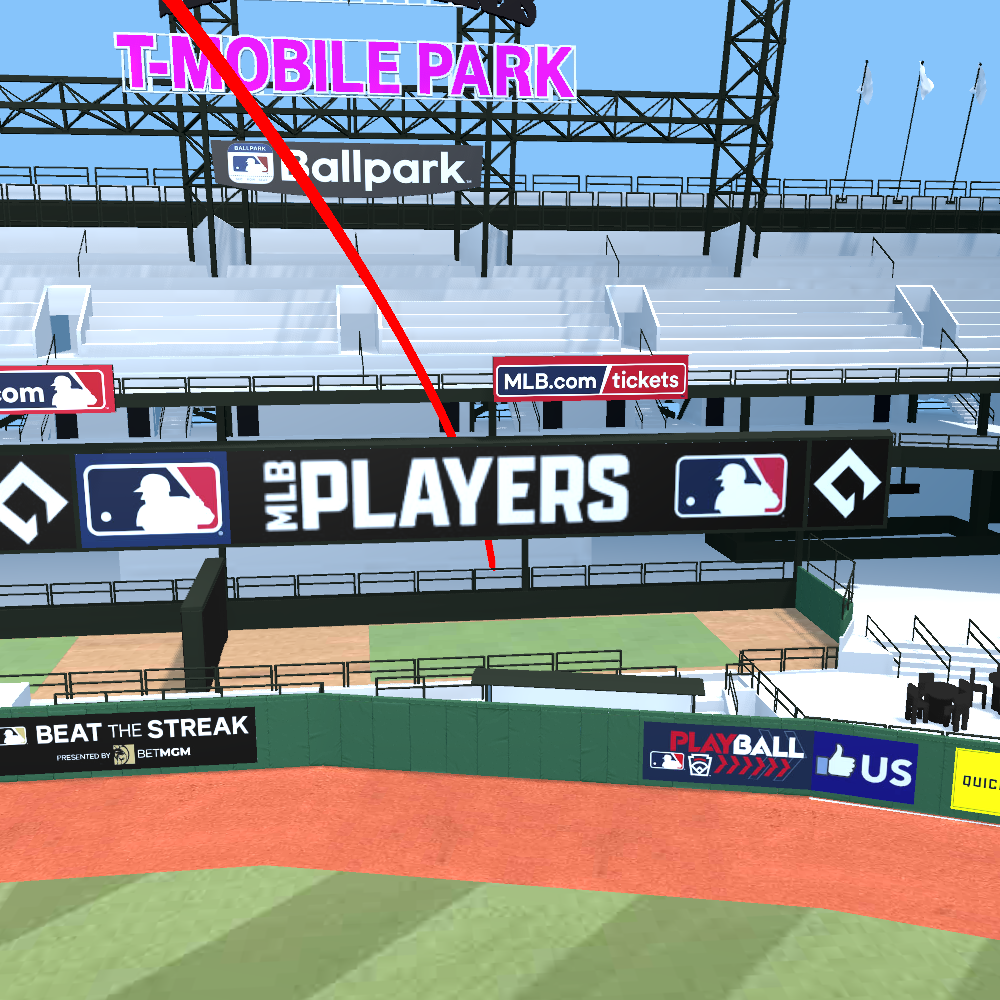 T-MOBILE PARK
BALLPARK
Ballpark
com
MLB.com/tickets
MLB PLAYERS
BEAT THE STREAK
PRESENTED BY BETMGM
PLAYBALL
US
QUIC